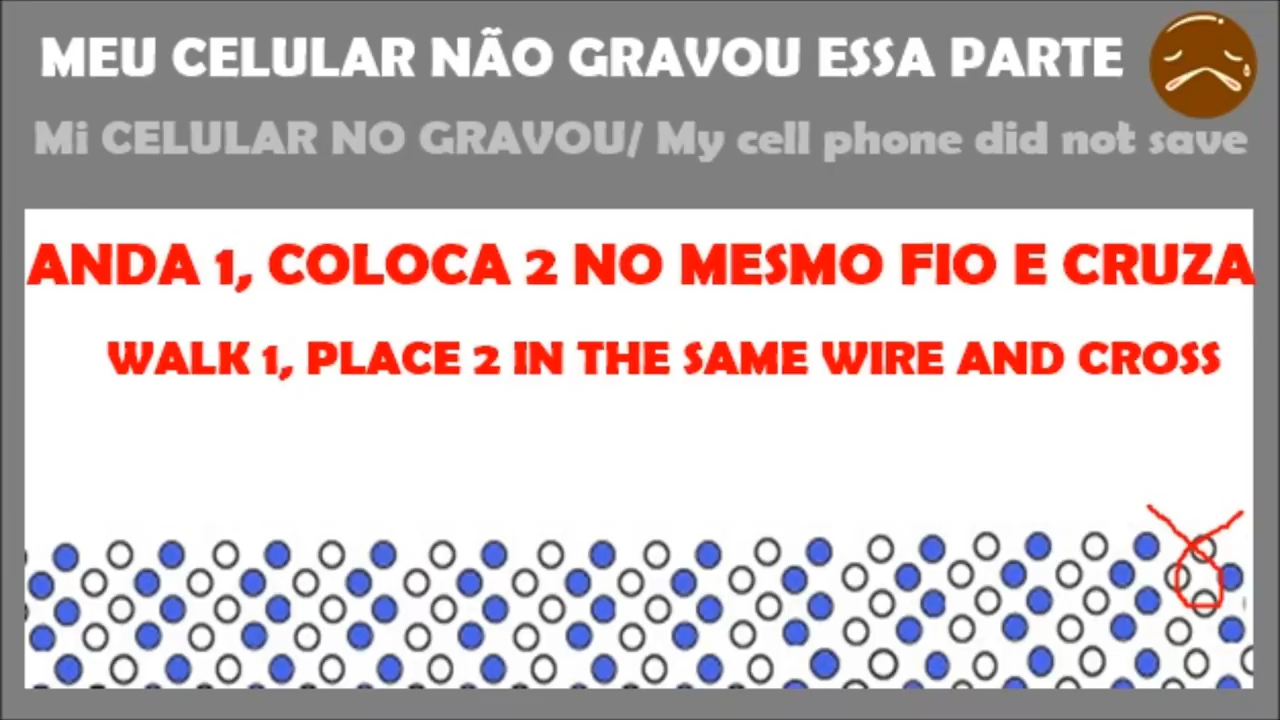 MEU CELULAR NÃO GRAVOU ESSA PARTE
Mi CELULAR NO GRAVOU/ My cell phone did not save
ANDA 1, COLOCA 2 NO MESMO FIO E CRUZA
WALK 1, PLACE 2 IN THE SAME WIRE AND CROSS